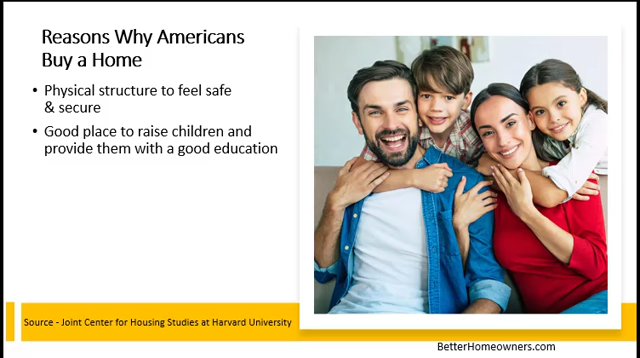 Reasons Why Americans
Buy a Home
• Physical structure to feel safe
& secure
• Good place to raise children and
provide them with a good education
Source - Joint Center for Housing Studies at Harvard University
BetterHomeowners.com